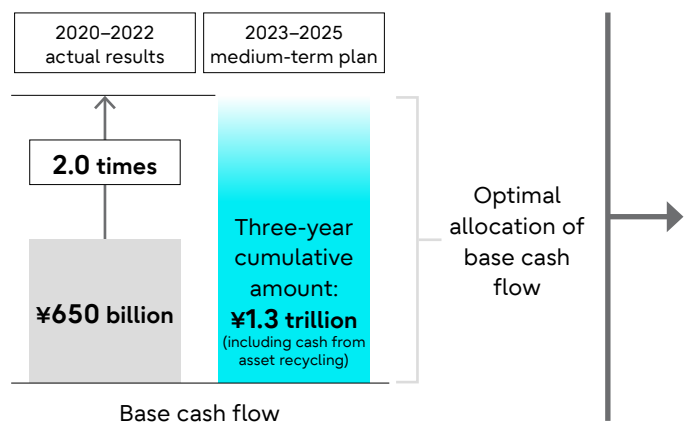 2020–2022
actual results
2023–2025
medium-term plan
2.0 times
¥650 billion
Three-year
cumulative
amount:
¥1.3 trillion
(including cash from
asset recycling)
Optimal
allocation of
base cash
flow
Base cash flow